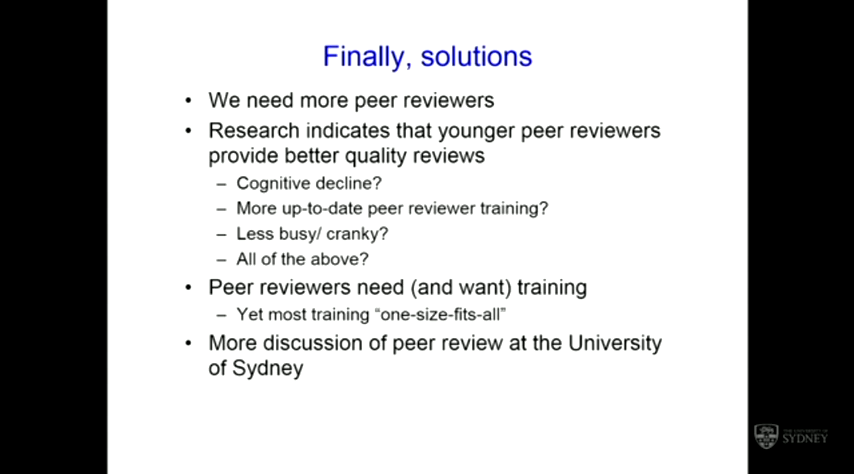 Finally, solutions
• We need more peer reviewers
• Research indicates that younger peer reviewers
provide better quality reviews
– Cognitive decline?
– More up-to-date peer reviewer training?
– Less busy/ cranky?
– All of the above?
• Peer reviewers need (and want) training
– Yet most training “one-size-fits-all”
• More discussion of peer review at the University
of Sydney
THE UNIVERSITY OF
SYDNEY